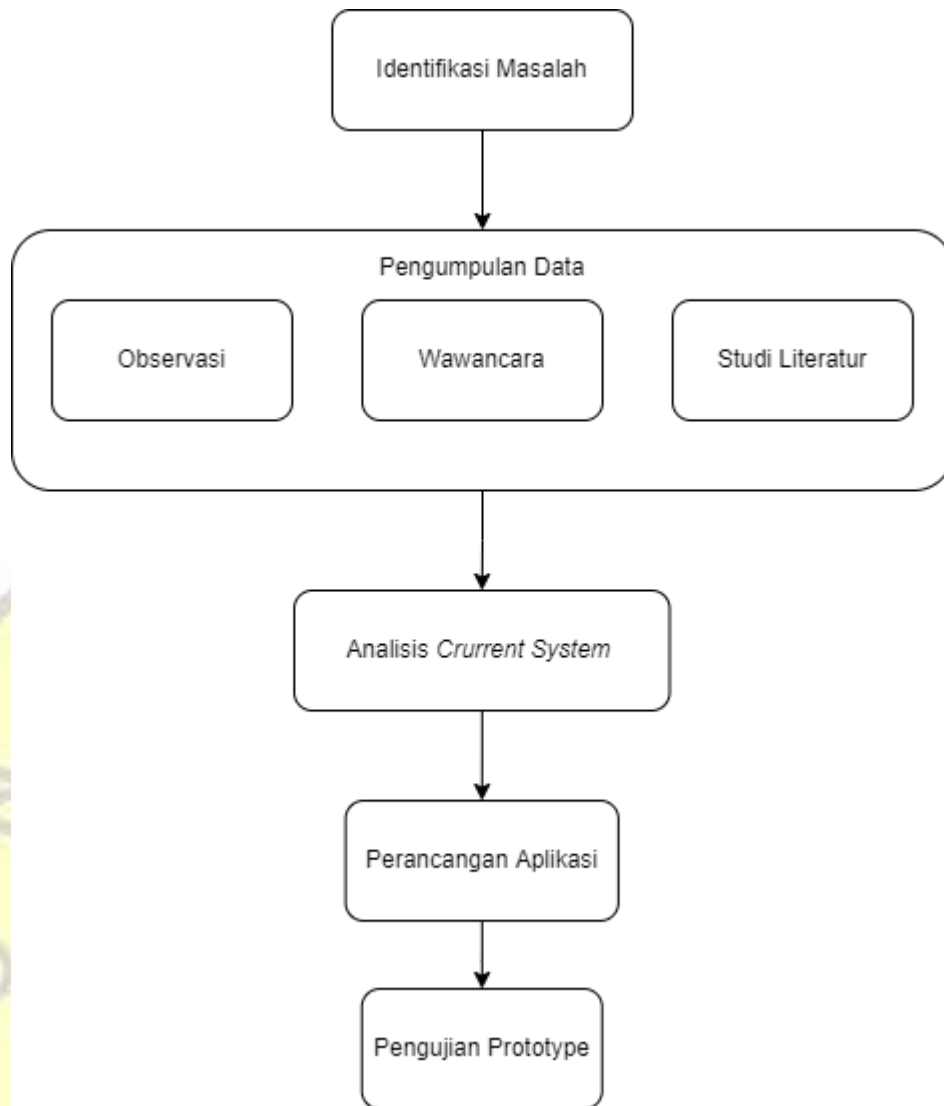 Identifikasi Masalah
Pengumpulan Data
Observasi
Wawancara
Studi Literatur
Analisis Crurrent System
Perancangan Aplikasi
Pengujian Prototype